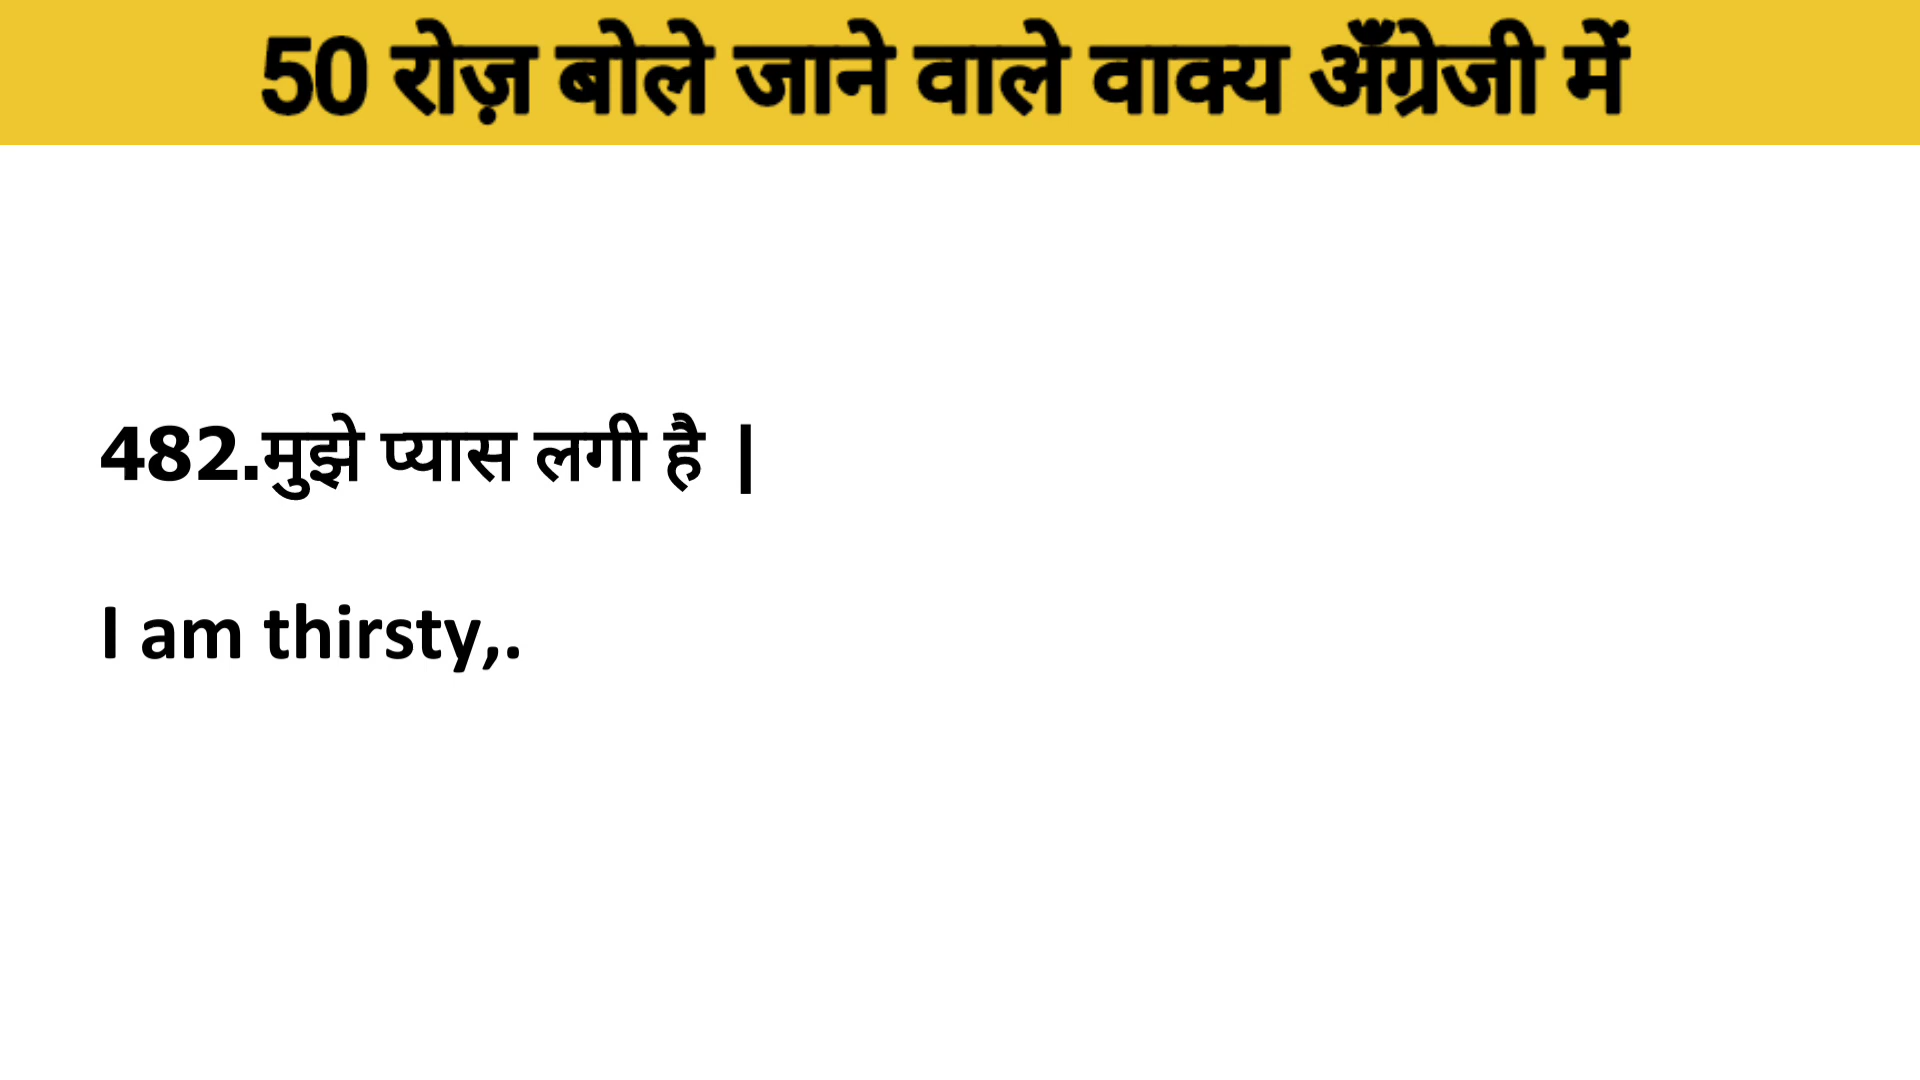 50 रोज़ बोले जाने वाले वाक्य अँग्रेजी में
482.मुझे प्यास लगी है |
I am thirsty,.